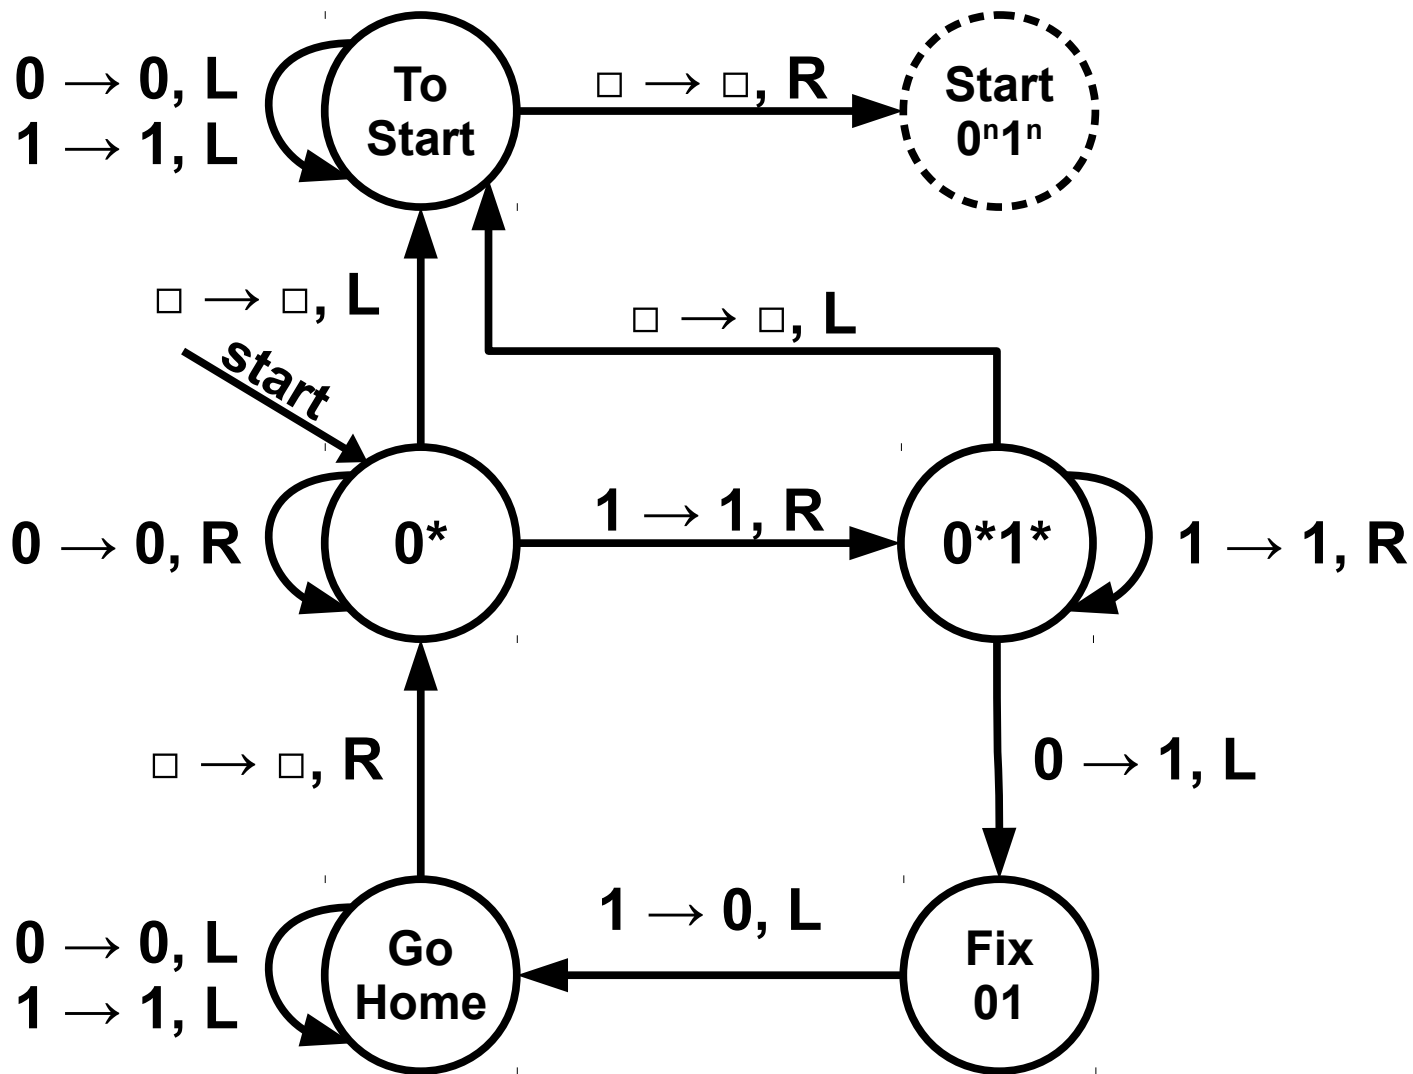 0 → 0, L
1 → 1, L
To
Start
□ → □, R
Start
0ⁿ1ⁿ
□ → □, L
start
□ → □, L
0 → 0, R
0*
1 → 1, R
0*1*
1 → 1, R
□ → □, R
0 → 1, L
0 → 0, L
1 → 1, L
Go
Home
1 → 0, L
Fix
01